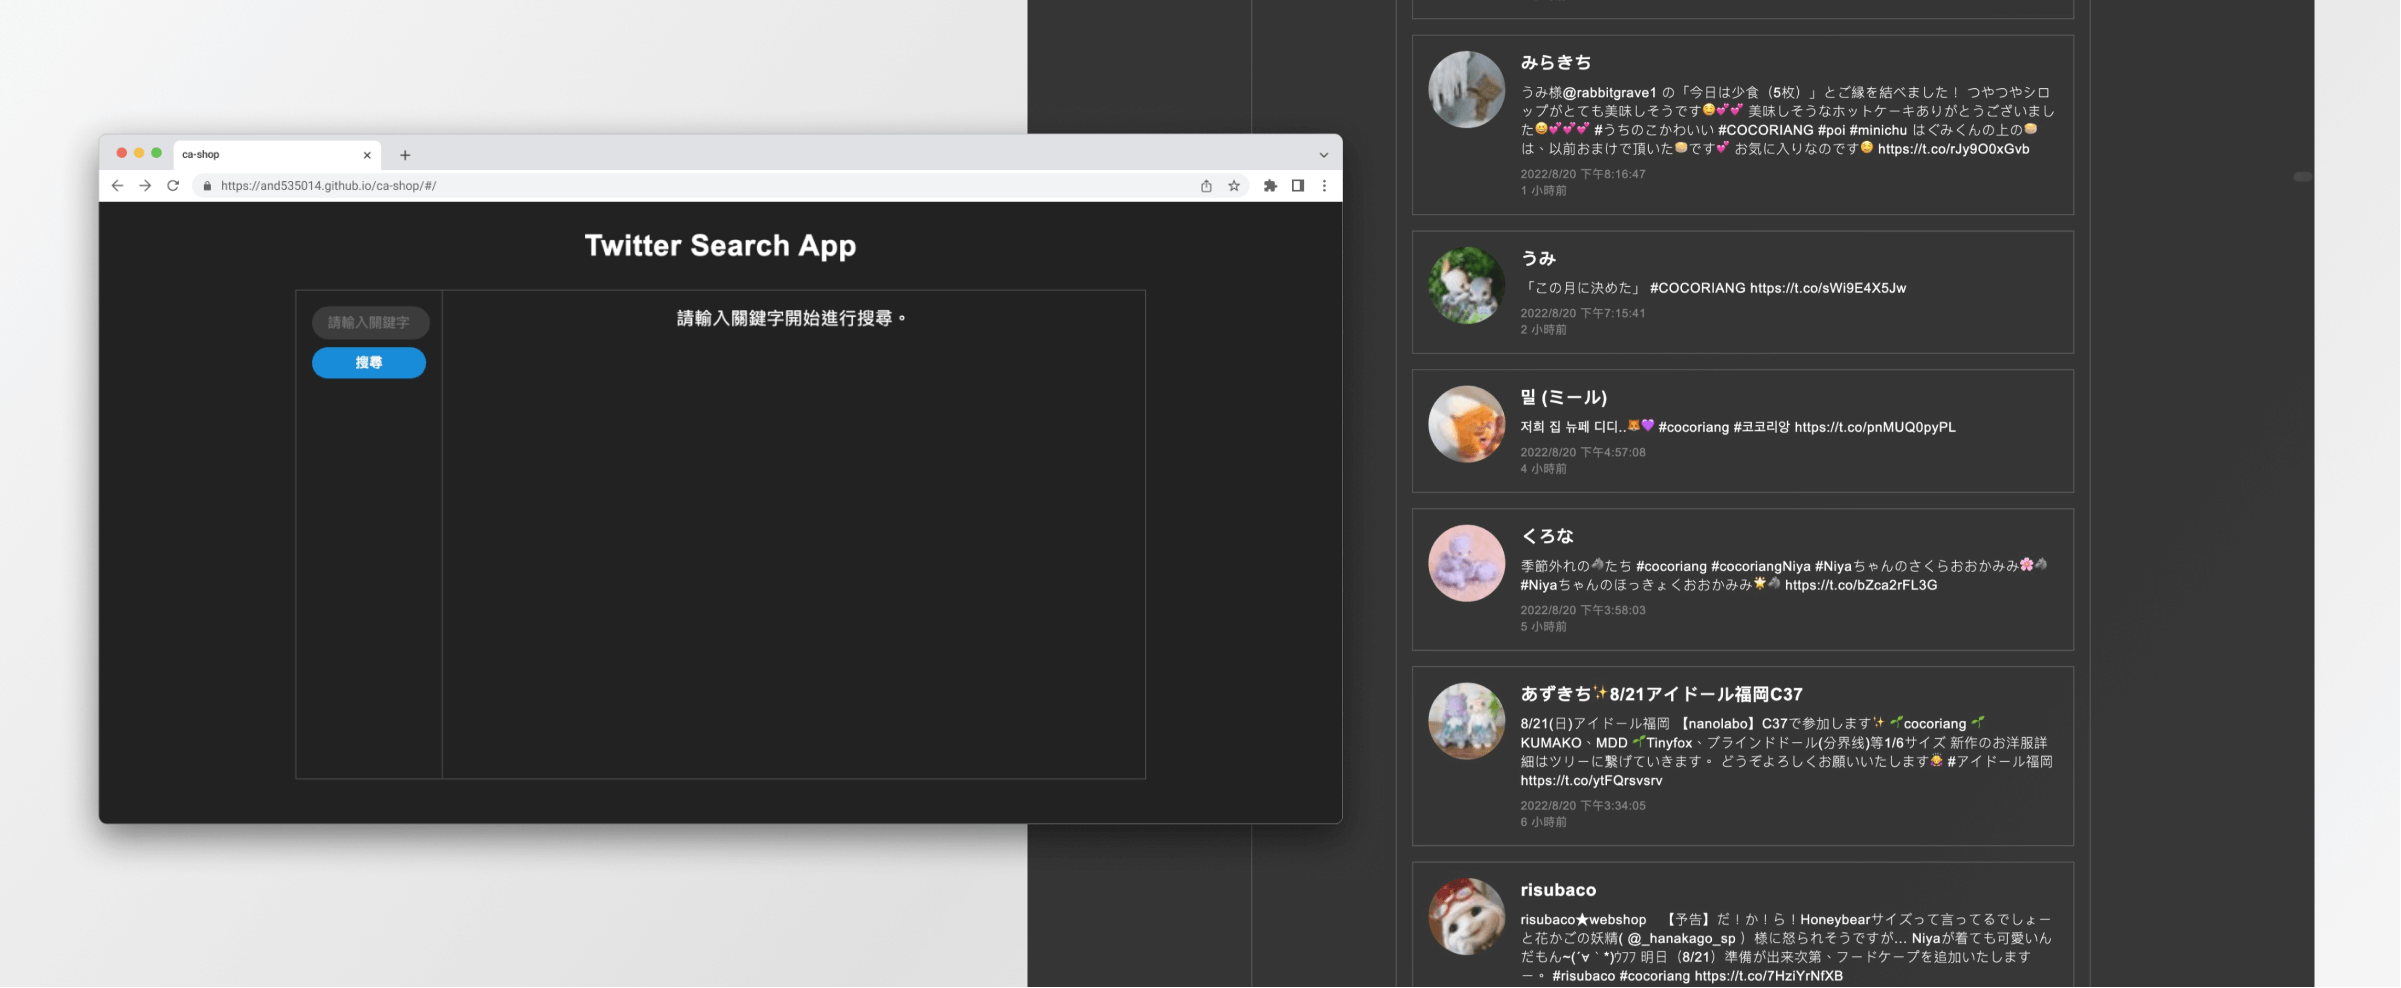 ca-shop
https://and535014.github.io/ca-shop/#/
Twitter Search App
請輸入關鍵字
搜尋
請輸入關鍵字開始進行搜尋。
みらきち
うみ様@rabbitgrave1 の「今日は少食（5枚）」とご縁を結べました！ つやつやシロ
ップがとても美味しそうです😊💕💕 美味しそうなホットケーキありがとうございまし
た😊💕💕💕 #うちのこかわいい #COCORIANG #poi #minichu はぐみくんの上の🥞
は、以前おまけで頂いた🥞です💕 お気に入りなのです😊 https://t.co/rJy9O0xGvb
2022/8/20 下午8:16:47
1 小時前
うみ
「この月に決めた」 #COCORIANG https://t.co/sWi9E4X5Jw
2022/8/20 下午7:15:41
2 小時前
밀 (ミール)
저희 집 뉴페 디디..🐯💜 #cocoriang #코코리앙 https://t.co/pnMUQ0pyPL
2022/8/20 下午4:57:08
4 小時前
くろな
季節外れの🐴たち #cocoriang #cocoriangNiya #Niyaちゃんのさくらおおかみみ🌸🐴
#Niyaちゃんのほっきょくおおかみみ🌟🐴 https://t.co/bZca2rFL3G
2022/8/20 下午3:58:03
5 小時前
あずきち✨8/21アイドール福岡C37
8/21(日)アイドール福岡 【nanolabo】C37で参加します✨ 🌱cocoriang 🌱
KUMAKO、MDD 🌱Tinyfox、ブラインドドール(分界线)等1/6サイズ 新作のお洋服詳
細はツリーに繋げていきます。 どうぞよろしくお願いいたします🙇 #アイドール福岡
https://t.co/ytFQrsvsrv
2022/8/20 下午3:34:05
6 小時前
risubaco
risubaco★webshop 【予告】だ！か！ら！Honeybearサイズって言ってるでしょー
と花かごの妖精( @_hanakago_sp ）様に怒られそうですが… Niyaが着ても可愛いん
だもん~(´∀｀*)ｳﾌﾌ 明日（8/21）準備が出来次第、フードケープを追加いたします
ー。 #risubaco #cocoriang https://t.co/7HziYrNfXB